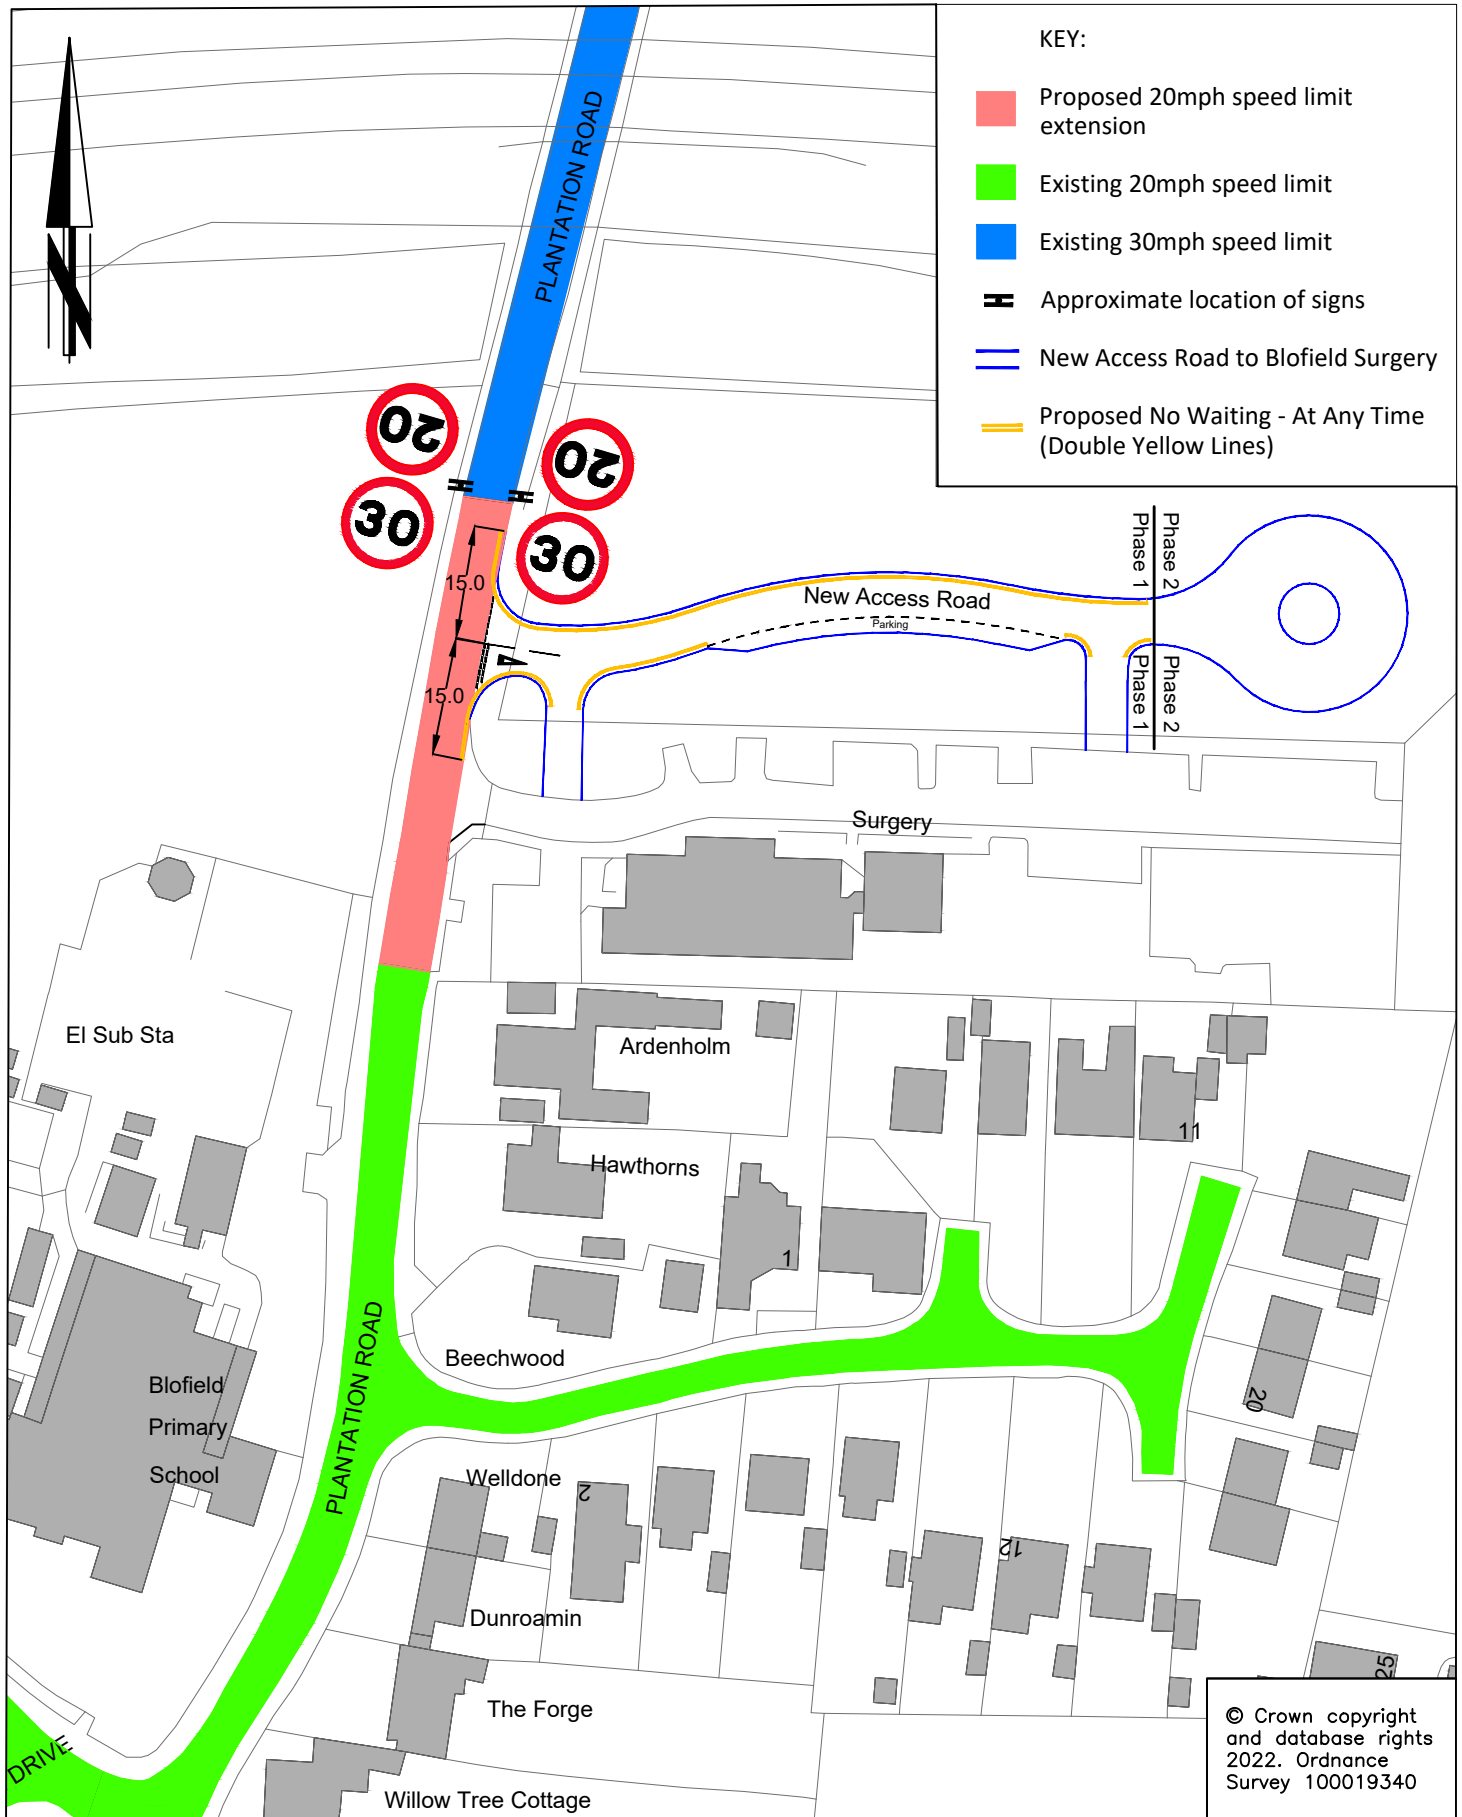 KEY:
Proposed 20mph speed limit
extension
Existing 20mph speed limit
Existing 30mph speed limit
Approximate location of signs
New Access Road to Blofield Surgery
Proposed No Waiting - At Any Time
(Double Yellow Lines)
N
PLANTATION ROAD
20
20
30
30
15.0
15.0
New Access Road
Parking
Phase 1
Phase 2
Phase 1
Phase 2
Surgery
El Sub Sta
Ardenholm
11
Hawthorns
1
Beechwood
PLANTATION ROAD
Blofield
Primary
School
20
Welldone
2
12
Dunroamin
25
The Forge
DRIVE
Willow Tree Cottage
© Crown copyright
and database rights
2022. Ordnance
Survey 100019340